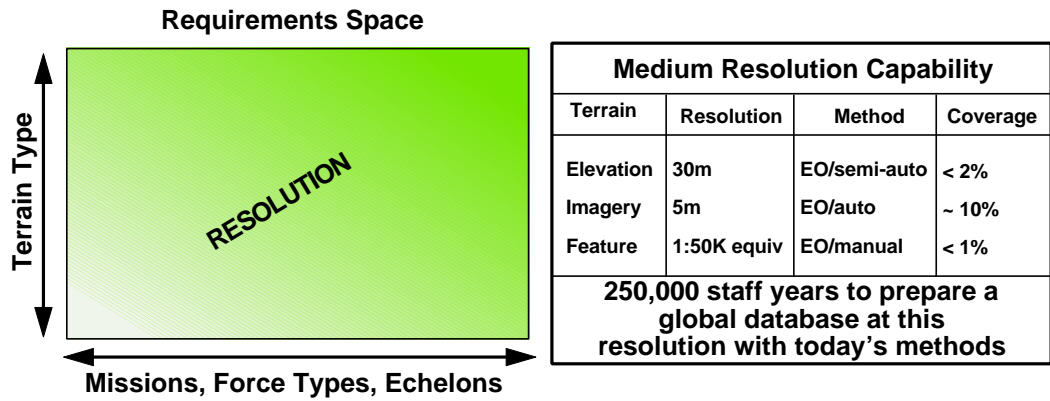 Requirements Space
Terrain Type
RESOLUTION
Missions, Force Types, Echelons
Medium Resolution Capability
Terrain Resolution Method Coverage
Elevation 30m EO/semi-auto < 2%
Imagery 5m EO/auto ~ 10%
Feature 1:50K equiv EO/manual < 1%
250,000 staff years to prepare a
global database at this
resolution with today's methods